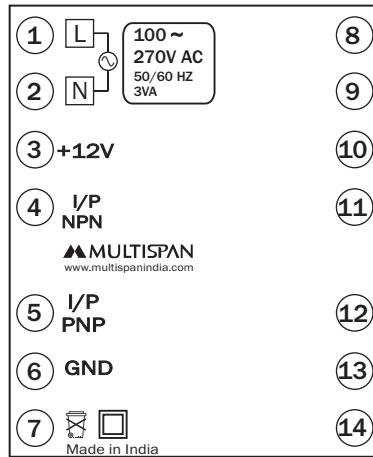 1 L 100 ~ 8
270V AC
50/60 HZ
2 N 3VA 9
3 +12V 10
4 I/P 11
NPN
MULTISPAN
www.multispanindia.com
5 I/P 12
PNP
6 GND 13
7 14
Made in India